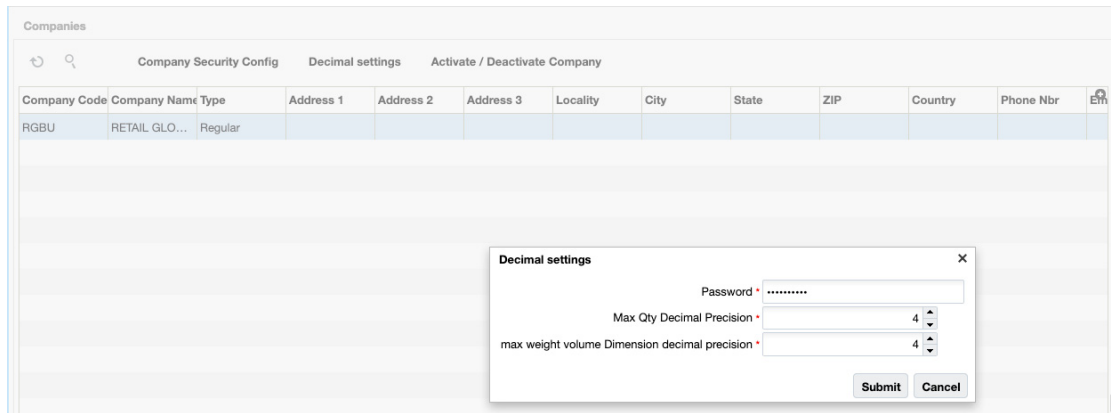 Companies
Company Security Config Decimal settings Activate / Deactivate Company
Company Code Company Name Type Address 1 Address 2 Address 3 Locality City State ZIP Country Phone Nbr Em
RGBU RETAIL GLO... Regular
Decimal settings
Password * ••••••••••
Max Qty Decimal Precision * 4
max weight volume Dimension decimal precision * 4
Submit Cancel